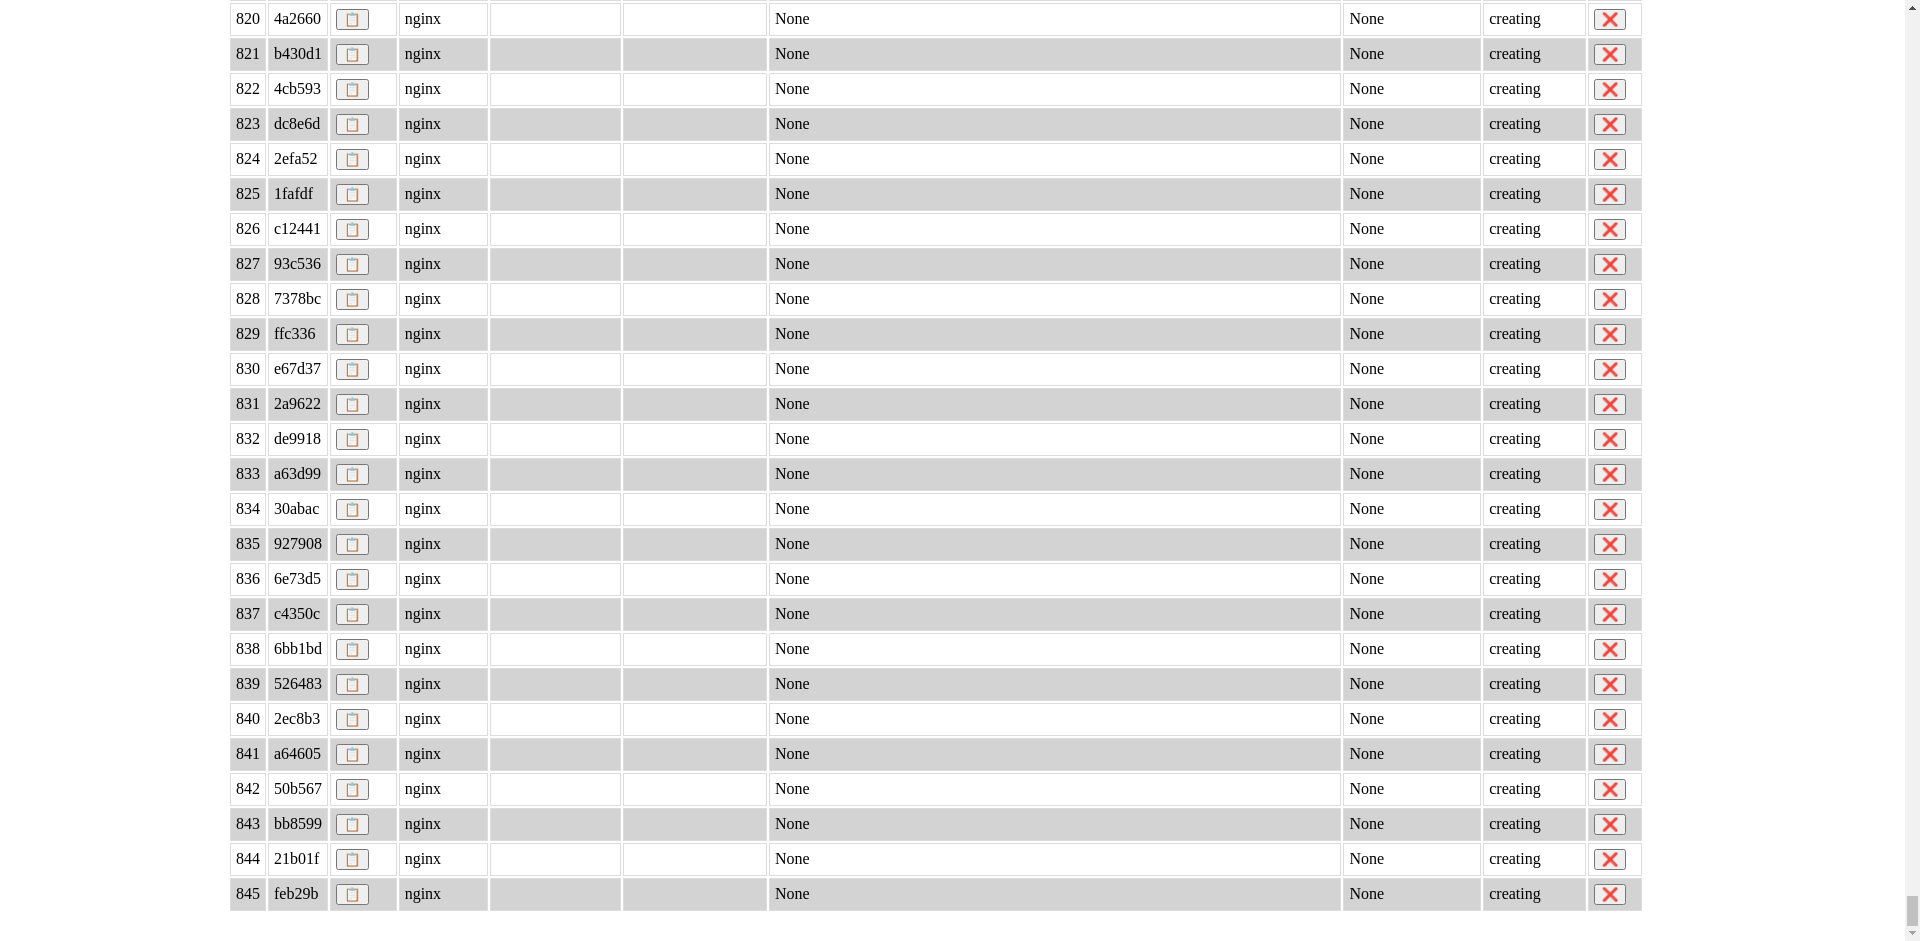 820 4a2660 nginx None None creating
821 b430d1 nginx None None creating
822 4cb593 nginx None None creating
823 dc8e6d nginx None None creating
824 2efa52 nginx None None creating
825 1fafdf nginx None None creating
826 c12441 nginx None None creating
827 93c536 nginx None None creating
828 7378bc nginx None None creating
829 ffc336 nginx None None creating
830 e67d37 nginx None None creating
831 2a9622 nginx None None creating
832 de9918 nginx None None creating
833 a63d99 nginx None None creating
834 30abac nginx None None creating
835 927908 nginx None None creating
836 6e73d5 nginx None None creating
837 c4350c nginx None None creating
838 6bb1bd nginx None None creating
839 526483 nginx None None creating
840 2ec8b3 nginx None None creating
841 a64605 nginx None None creating
842 50b567 nginx None None creating
843 bb8599 nginx None None creating
844 21b01f nginx None None creating
845 feb29b nginx None None creating